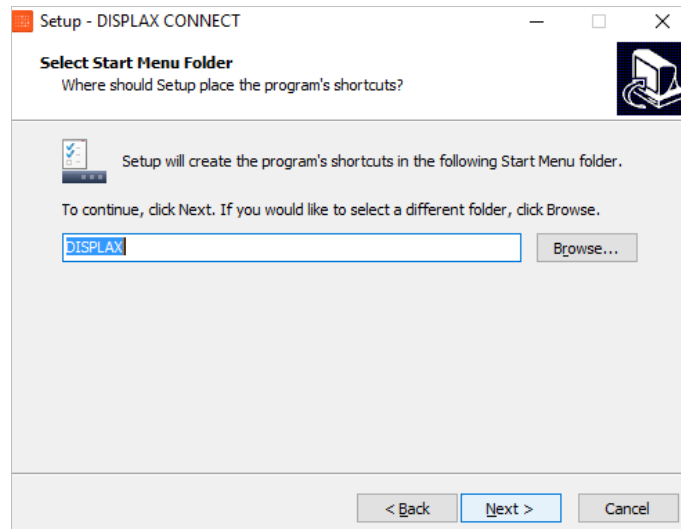 Setup - DISPLAX CONNECT
Select Start Menu Folder
Where should Setup place the program's shortcuts?
Setup will create the program's shortcuts in the following Start Menu folder.
To continue, click Next. If you would like to select a different folder, click Browse.
DISPLAX
Browse...
< Back
Next >
Cancel